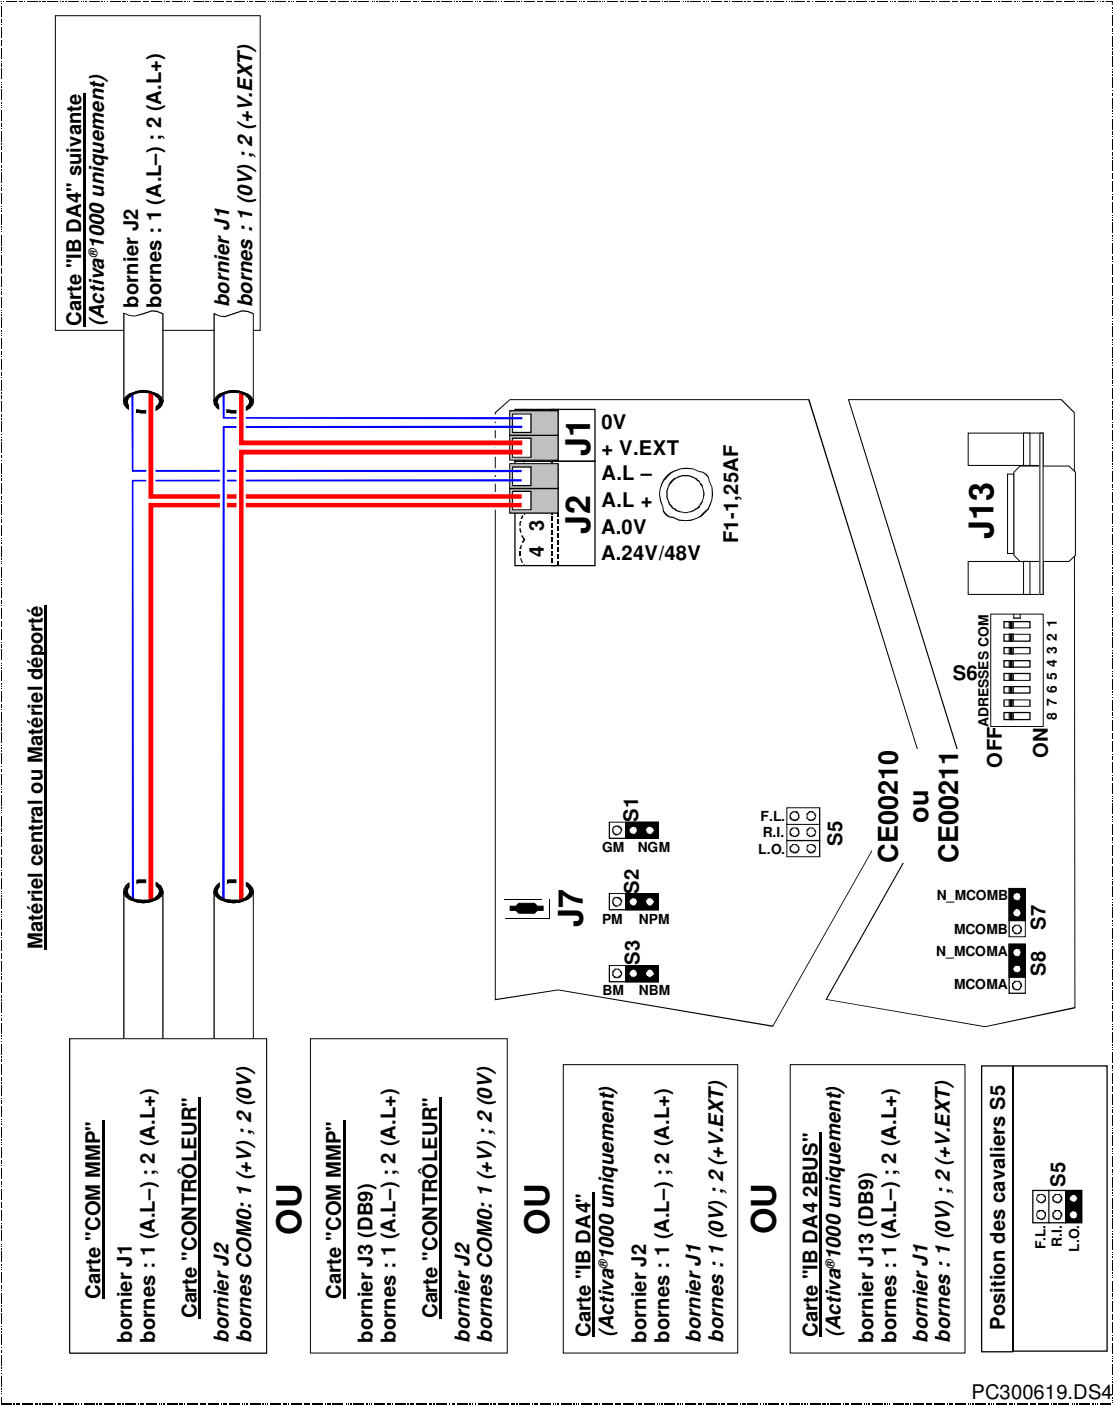 Carte "IB DA4" suivante
(Activa®1000 uniquement)
bornier J2
bornes : 1 (A.L–) ; 2 (A.L+)
bornier J1
bornes : 1 (0V) ; 2 (+V.EXT)
Matériel central ou Matériel déporté
J1
J2
0V
+ V.EXT
A.L –
A.L +
A.0V
A.24V/48V
4 3
F1-1,25AF
J13
S6
ADRESSES COM
8 7 6 5 4 3 2 1
OFF
ON
S1
GM NGM
S2
PM NPM
S3
BM NBM
J7
F.L.
R.I.
L.O.
S5
CE00210
ou
CE00211
N_MCOMB
MCOMB
S7
N_MCOMA
MCOMA
S8
Carte "COM MMP"
bornier J1
bornes : 1 (A.L–) ; 2 (A.L+)
Carte "CONTRÔLEUR"
bornier J2
bornes COM0: 1 (+V) ; 2 (0V)
OU
Carte "COM MMP"
bornier J3 (DB9)
bornes : 1 (A.L–) ; 2 (A.L+)
Carte "CONTRÔLEUR"
bornier J2
bornes COM0: 1 (+V) ; 2 (0V)
OU
Carte "IB DA4"
(Activa®1000 uniquement)
bornier J2
bornes : 1 (A.L–) ; 2 (A.L+)
bornier J1
bornes : 1 (0V) ; 2 (+V.EXT)
OU
Carte "IB DA4 2BUS"
(Activa®1000 uniquement)
bornier J13 (DB9)
bornes : 1 (A.L–) ; 2 (A.L+)
bornier J1
bornes : 1 (0V) ; 2 (+V.EXT)
Position des cavaliers S5
F.L.
R.I.
L.O.
S5
PC300619.DS4